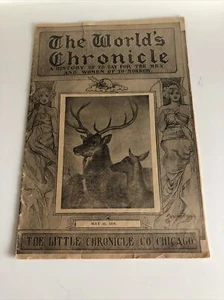 The World's
Chronicle
A HISTORY OF TO-DAY FOR THE MEN
AND WOMEN OF TO-MORROW
THE LITTLE CHRONICLE CO. CHICAGO.